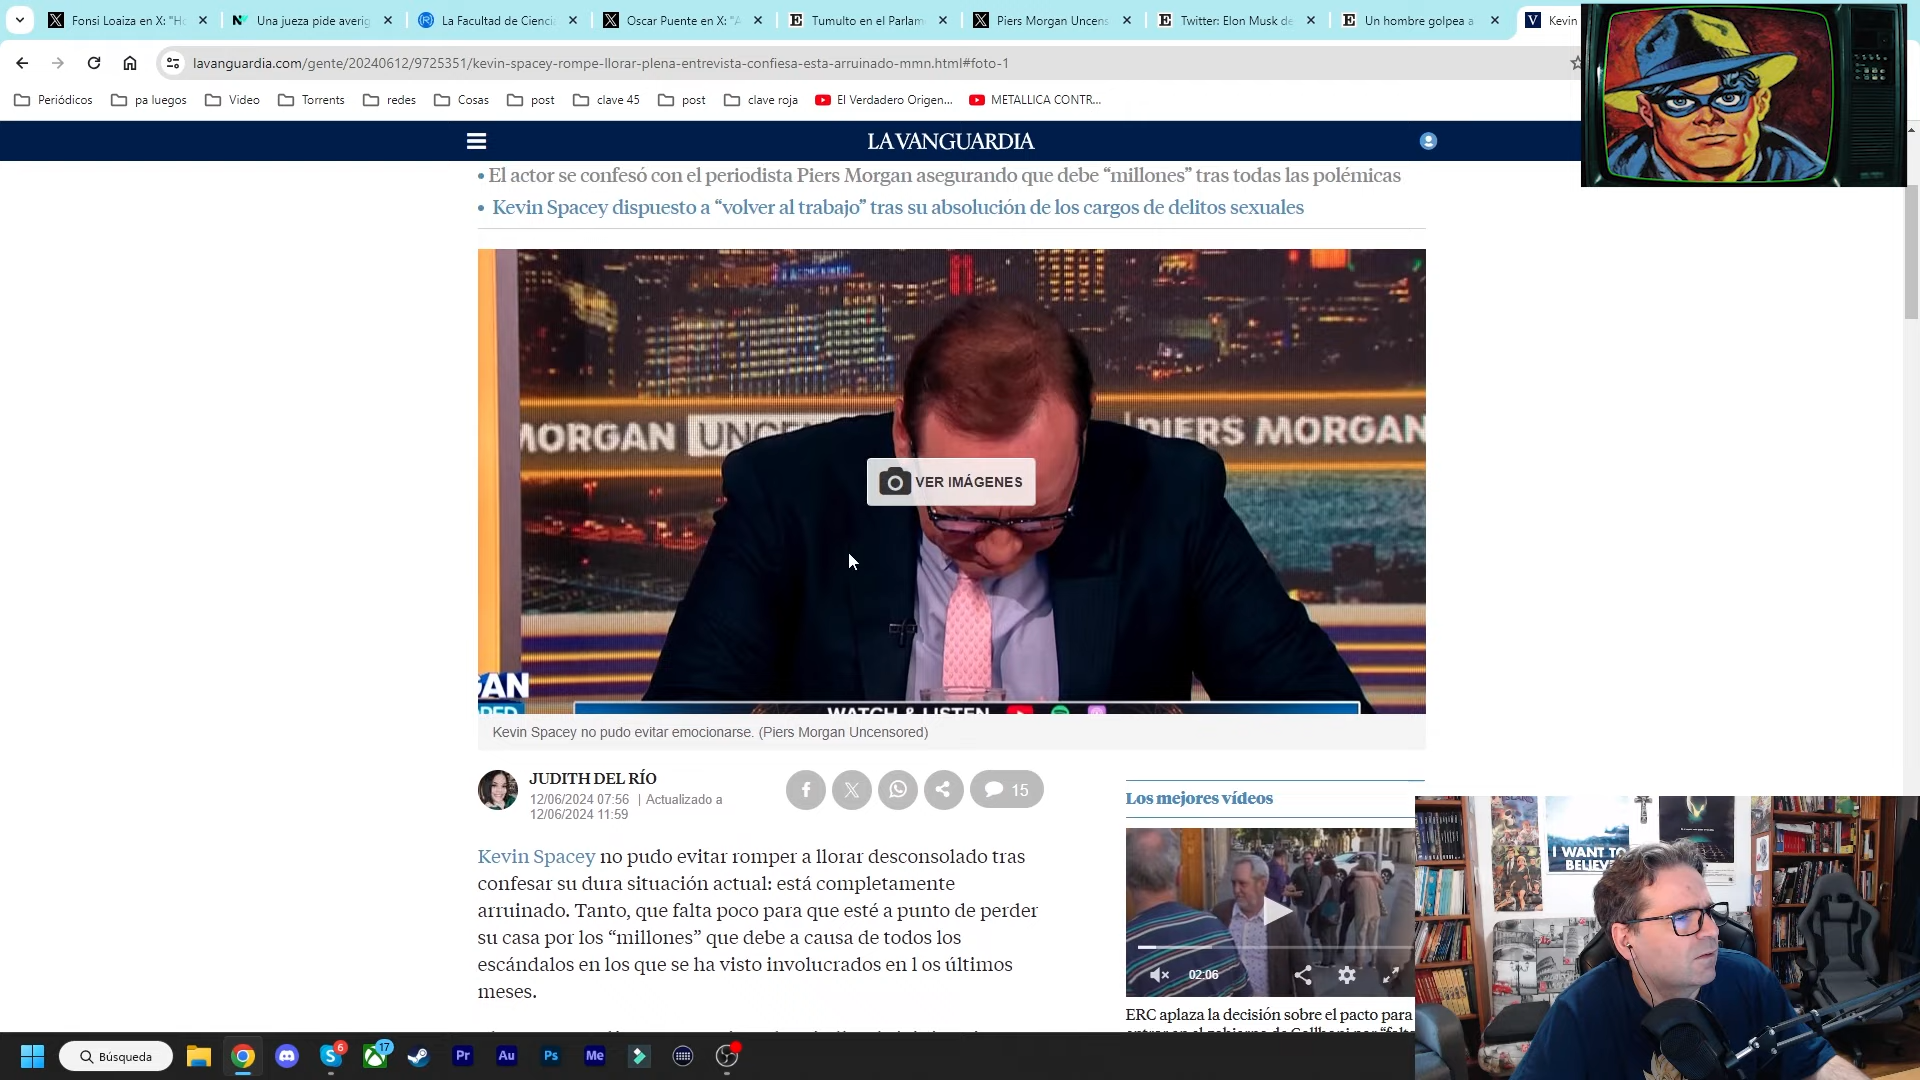 Fonsi Loaiza en X: "Ho
Una jueza pide averig
La Facultad de Cienci
Oscar Puente en X: "A
Tumulto en el Parlam
Piers Morgan Uncens
Twitter: Elon Musk de
Un hombre golpea a
Kevin
lavanguardia.com/gente/20240612/9725351/kevin-spacey-rompe-llorar-plena-entrevista-confiesa-esta-arruinado-mmn.html#foto-1
Periódicos
pa luegos
Video
Torrents
redes
Cosas
post
clave 45
post
clave roja
El Verdadero Origen...
METALLICA CONTR...
LA VANGUARDIA
• El actor se confesó con el periodista Piers Morgan asegurando que debe “millones” tras todas las polémicas
• Kevin Spacey dispuesto a “volver al trabajo” tras su absolución de los cargos de delitos sexuales
MORGAN UNCE
PIERS MORGAN
VER IMÁGENES
GAN
WATCH & LISTEN
Kevin Spacey no pudo evitar emocionarse. (Piers Morgan Uncensored)
JUDITH DEL RÍO
12/06/2024 07:56 | Actualizado a
12/06/2024 11:59
15
Los mejores vídeos
Kevin Spacey no pudo evitar romper a llorar desconsolado tras
confesar su dura situación actual: está completamente
arruinado. Tanto, que falta poco para que esté a punto de perder
su casa por los “millones” que debe a causa de todos los
escándalos en los que se ha visto involucrados en l os últimos
meses.
02:06
ERC aplaza la decisión sobre el pacto para
I WANT TO
BELIEVE
Búsqueda
6
17
Pr
Au
Ps
Me